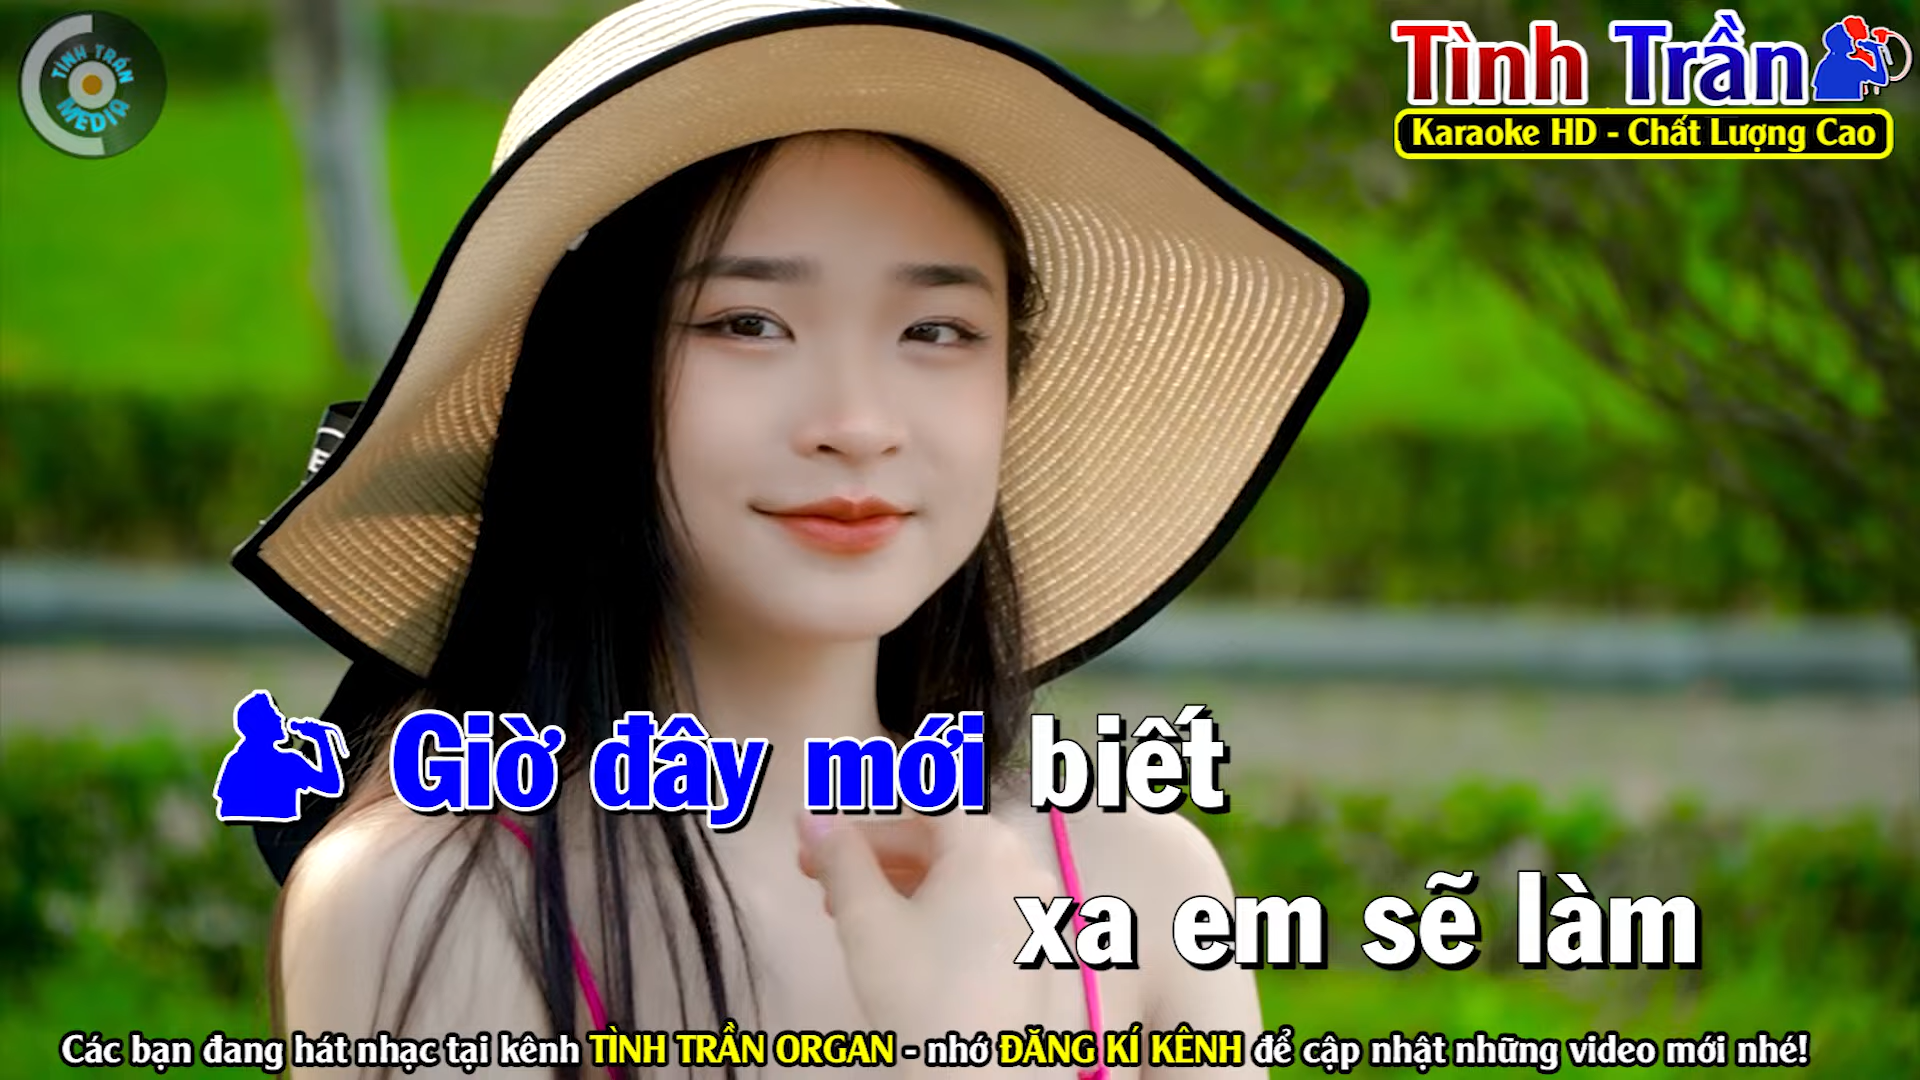 TÌNH TRẦN
MEDIA
Tình Trần
Karaoke HD - Chất Lượng Cao
Giờ đây mới biết
xa em sẽ làm
Các bạn đang hát nhạc tại kênh TÌNH TRẦN ORGAN - nhớ ĐĂNG KÍ KÊNH để cập nhật những video mới nhé!